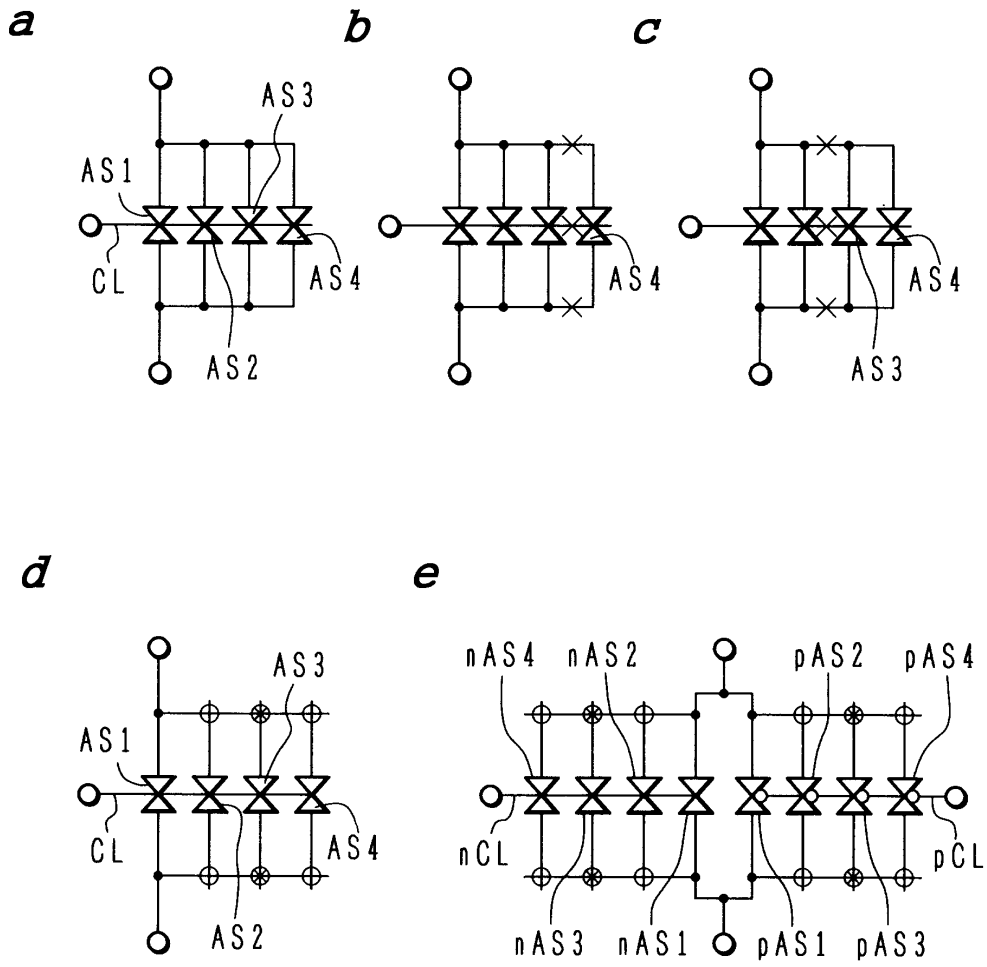 a
b
c
AS3
AS1
CL
AS4
AS2
AS4
AS4
AS3
d
e
AS3
nAS4
nAS2
pAS2
pAS4
AS1
CL
AS4
nCL
pCL
AS2
nAS3
nAS1
pAS1
pAS3